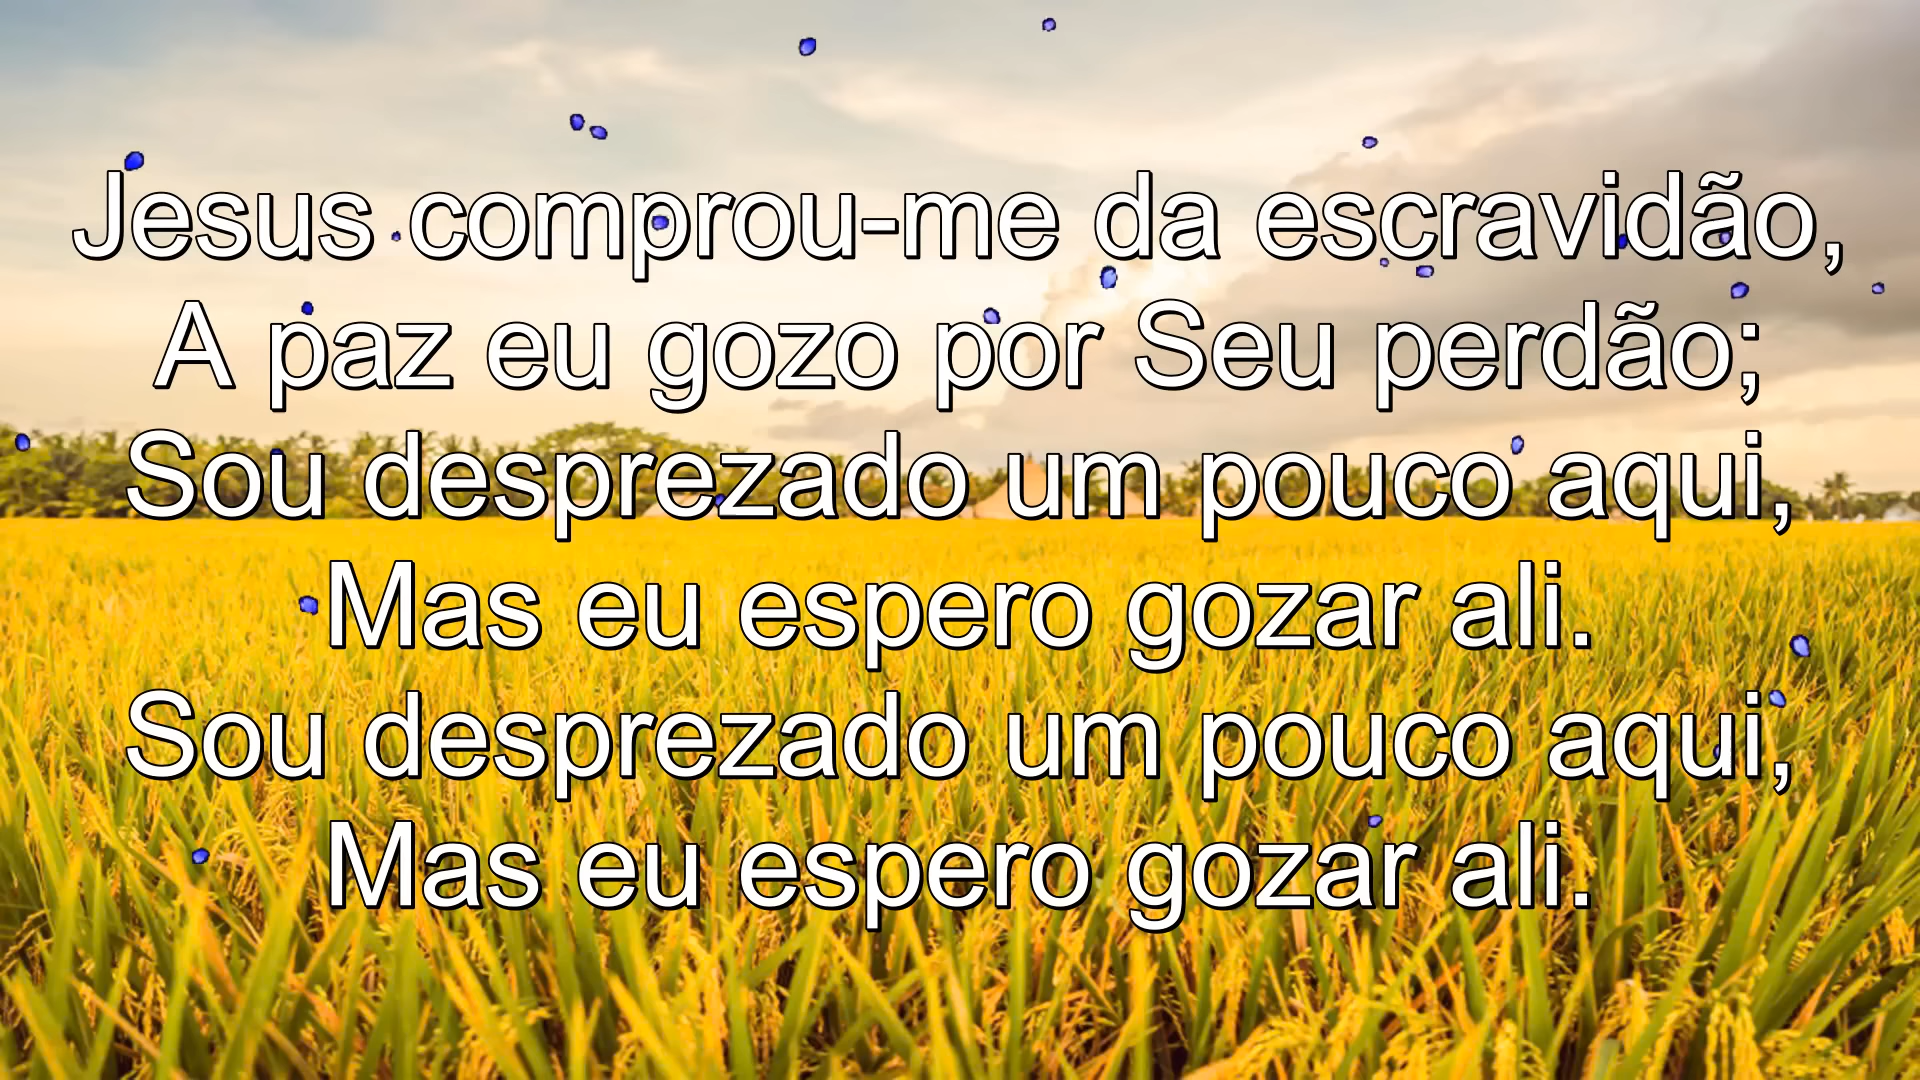 Jesus comprou-me da escravidão,
A paz eu gozo por Seu perdão;
Sou desprezado um pouco aqui,
Mas eu espero gozar ali.
Sou desprezado um pouco aqui,
Mas eu espero gozar ali.